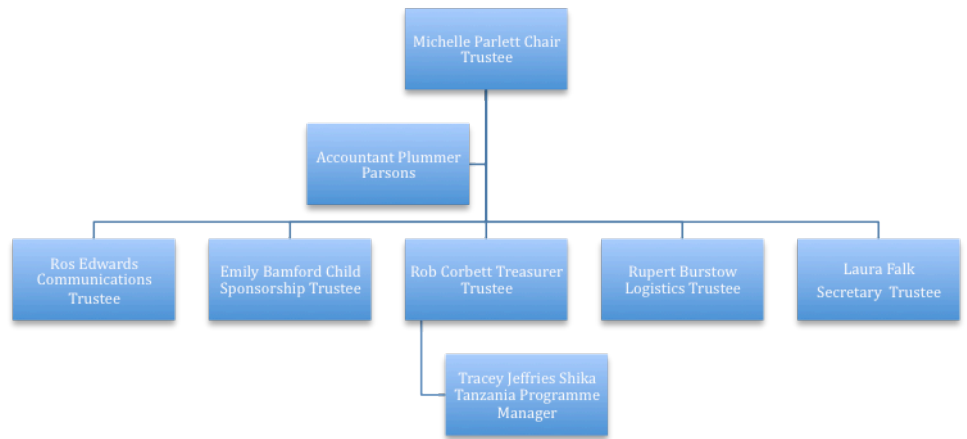 Michelle Parlett Chair
Trustee
Accountant Plummer
Parsons
Ros Edwards
Communications
Trustee
Emily Bamford Child
Sponsorship Trustee
Rob Corbett Treasurer
Trustee
Rupert Burstow
Logistics Trustee
Laura Falk
Secretary Trustee
Tracey Jeffries Shika
Tanzania Programme
Manager